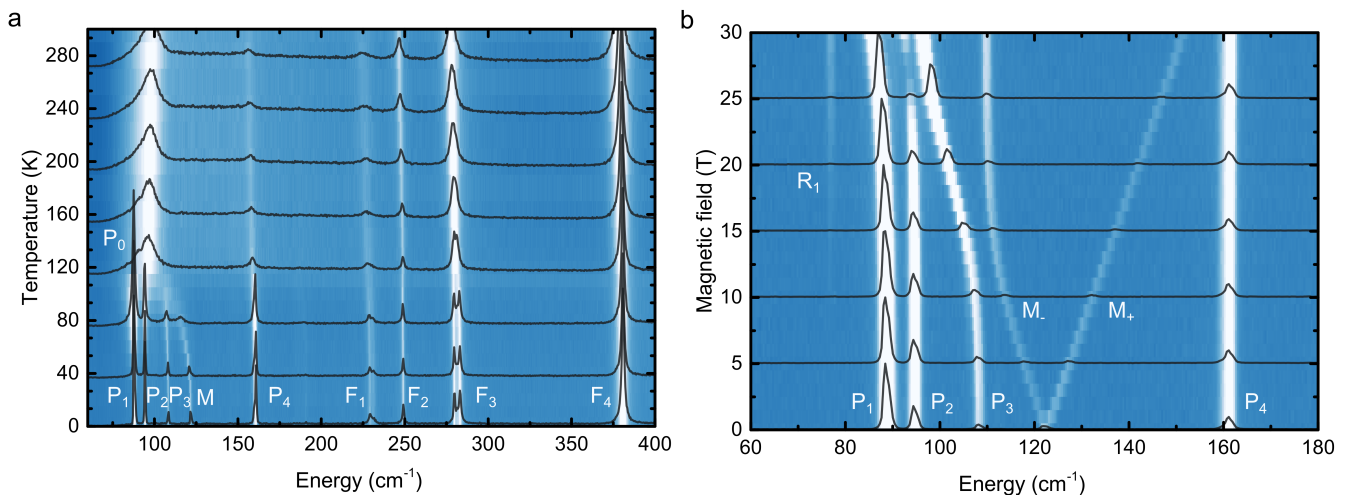 a
280
240
200
160
120
80
40
0
Temperature (K)
P0
P1
P2
P3
M
P4
F1
F2
F3
F4
100
150
200
250
300
350
400
Energy (cm-1)
b
30
25
20
15
10
5
0
Magnetic field (T)
R1
M-
M+
P1
P2
P3
P4
60
80
100
120
140
160
180
Energy (cm-1)